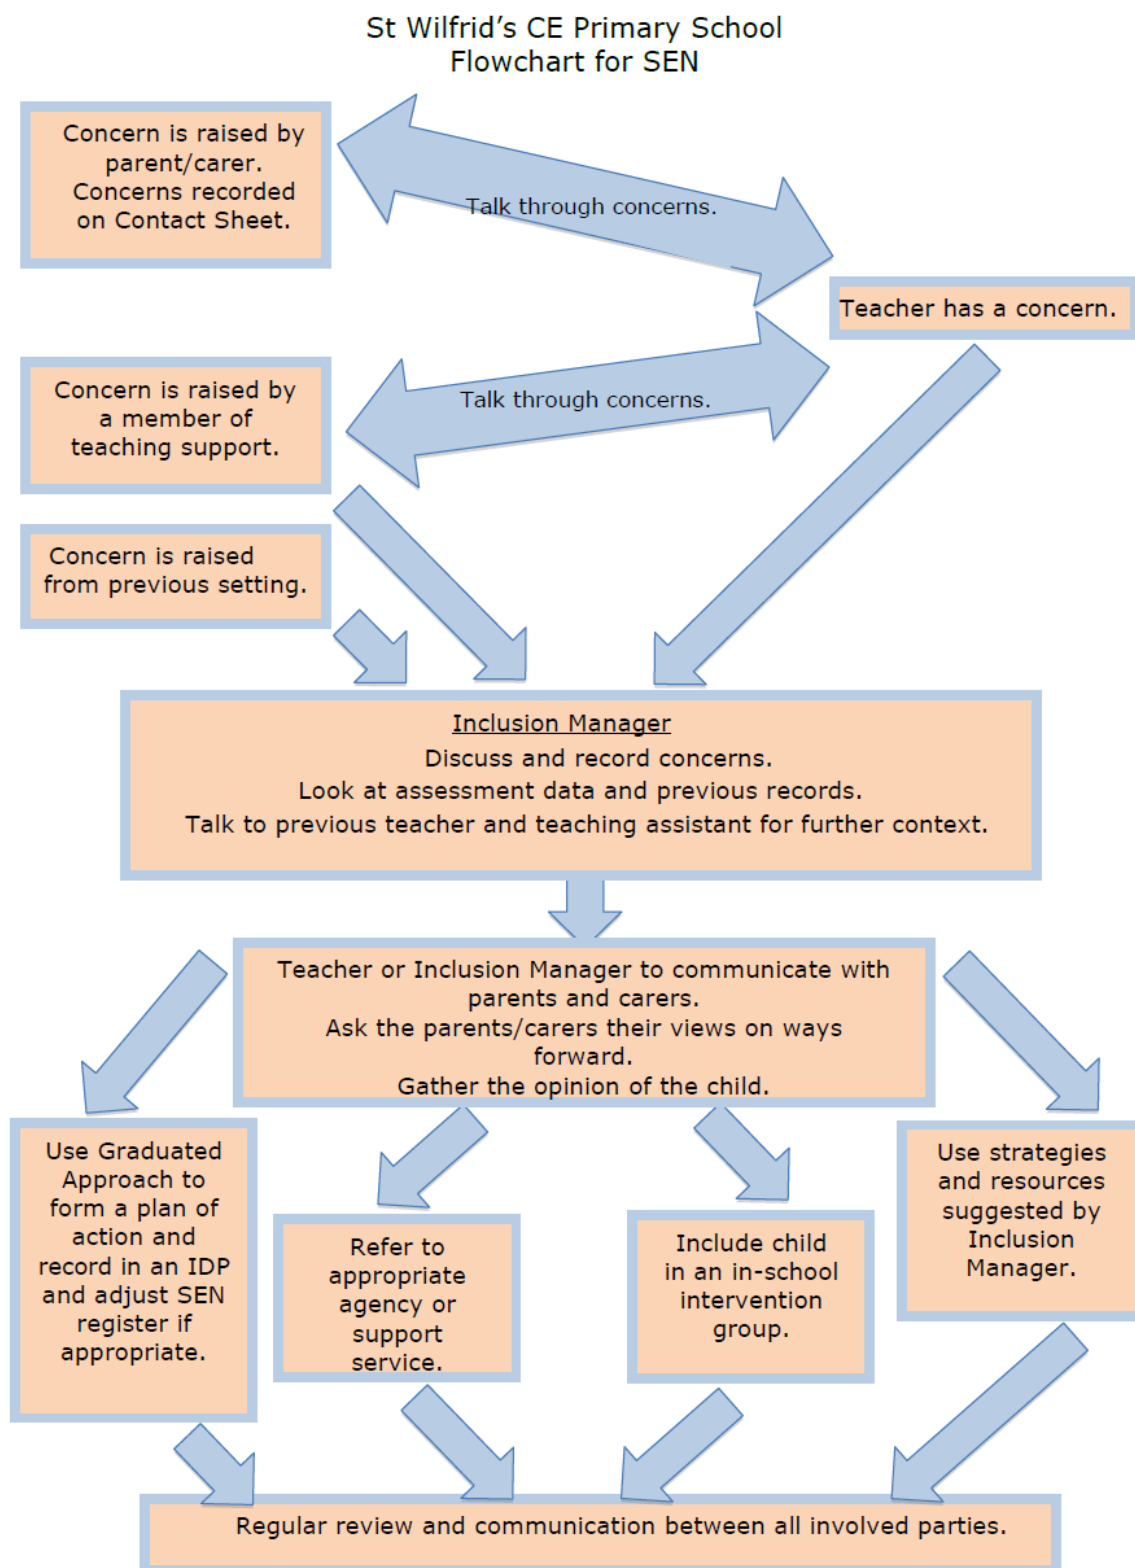 St Wilfrid's CE Primary School
Flowchart for SEN
Concern is raised by
parent/carer.
Concerns recorded
on Contact Sheet.
Talk through concerns.
Teacher has a concern.
Concern is raised by
a member of
teaching support.
Talk through concerns.
Concern is raised
from previous setting.
Inclusion Manager
Discuss and record concerns.
Look at assessment data and previous records.
Talk to previous teacher and teaching assistant for further context.
Teacher or Inclusion Manager to communicate with
parents and carers.
Ask the parents/carers their views on ways
forward.
Gather the opinion of the child.
Use Graduated
Approach to
form a plan of
action and
record in an IDP
and adjust SEN
register if
appropriate.
Refer to
appropriate
agency or
support
service.
Include child
in an in-school
intervention
group.
Use strategies
and resources
suggested by
Inclusion
Manager.
Regular review and communication between all involved parties.